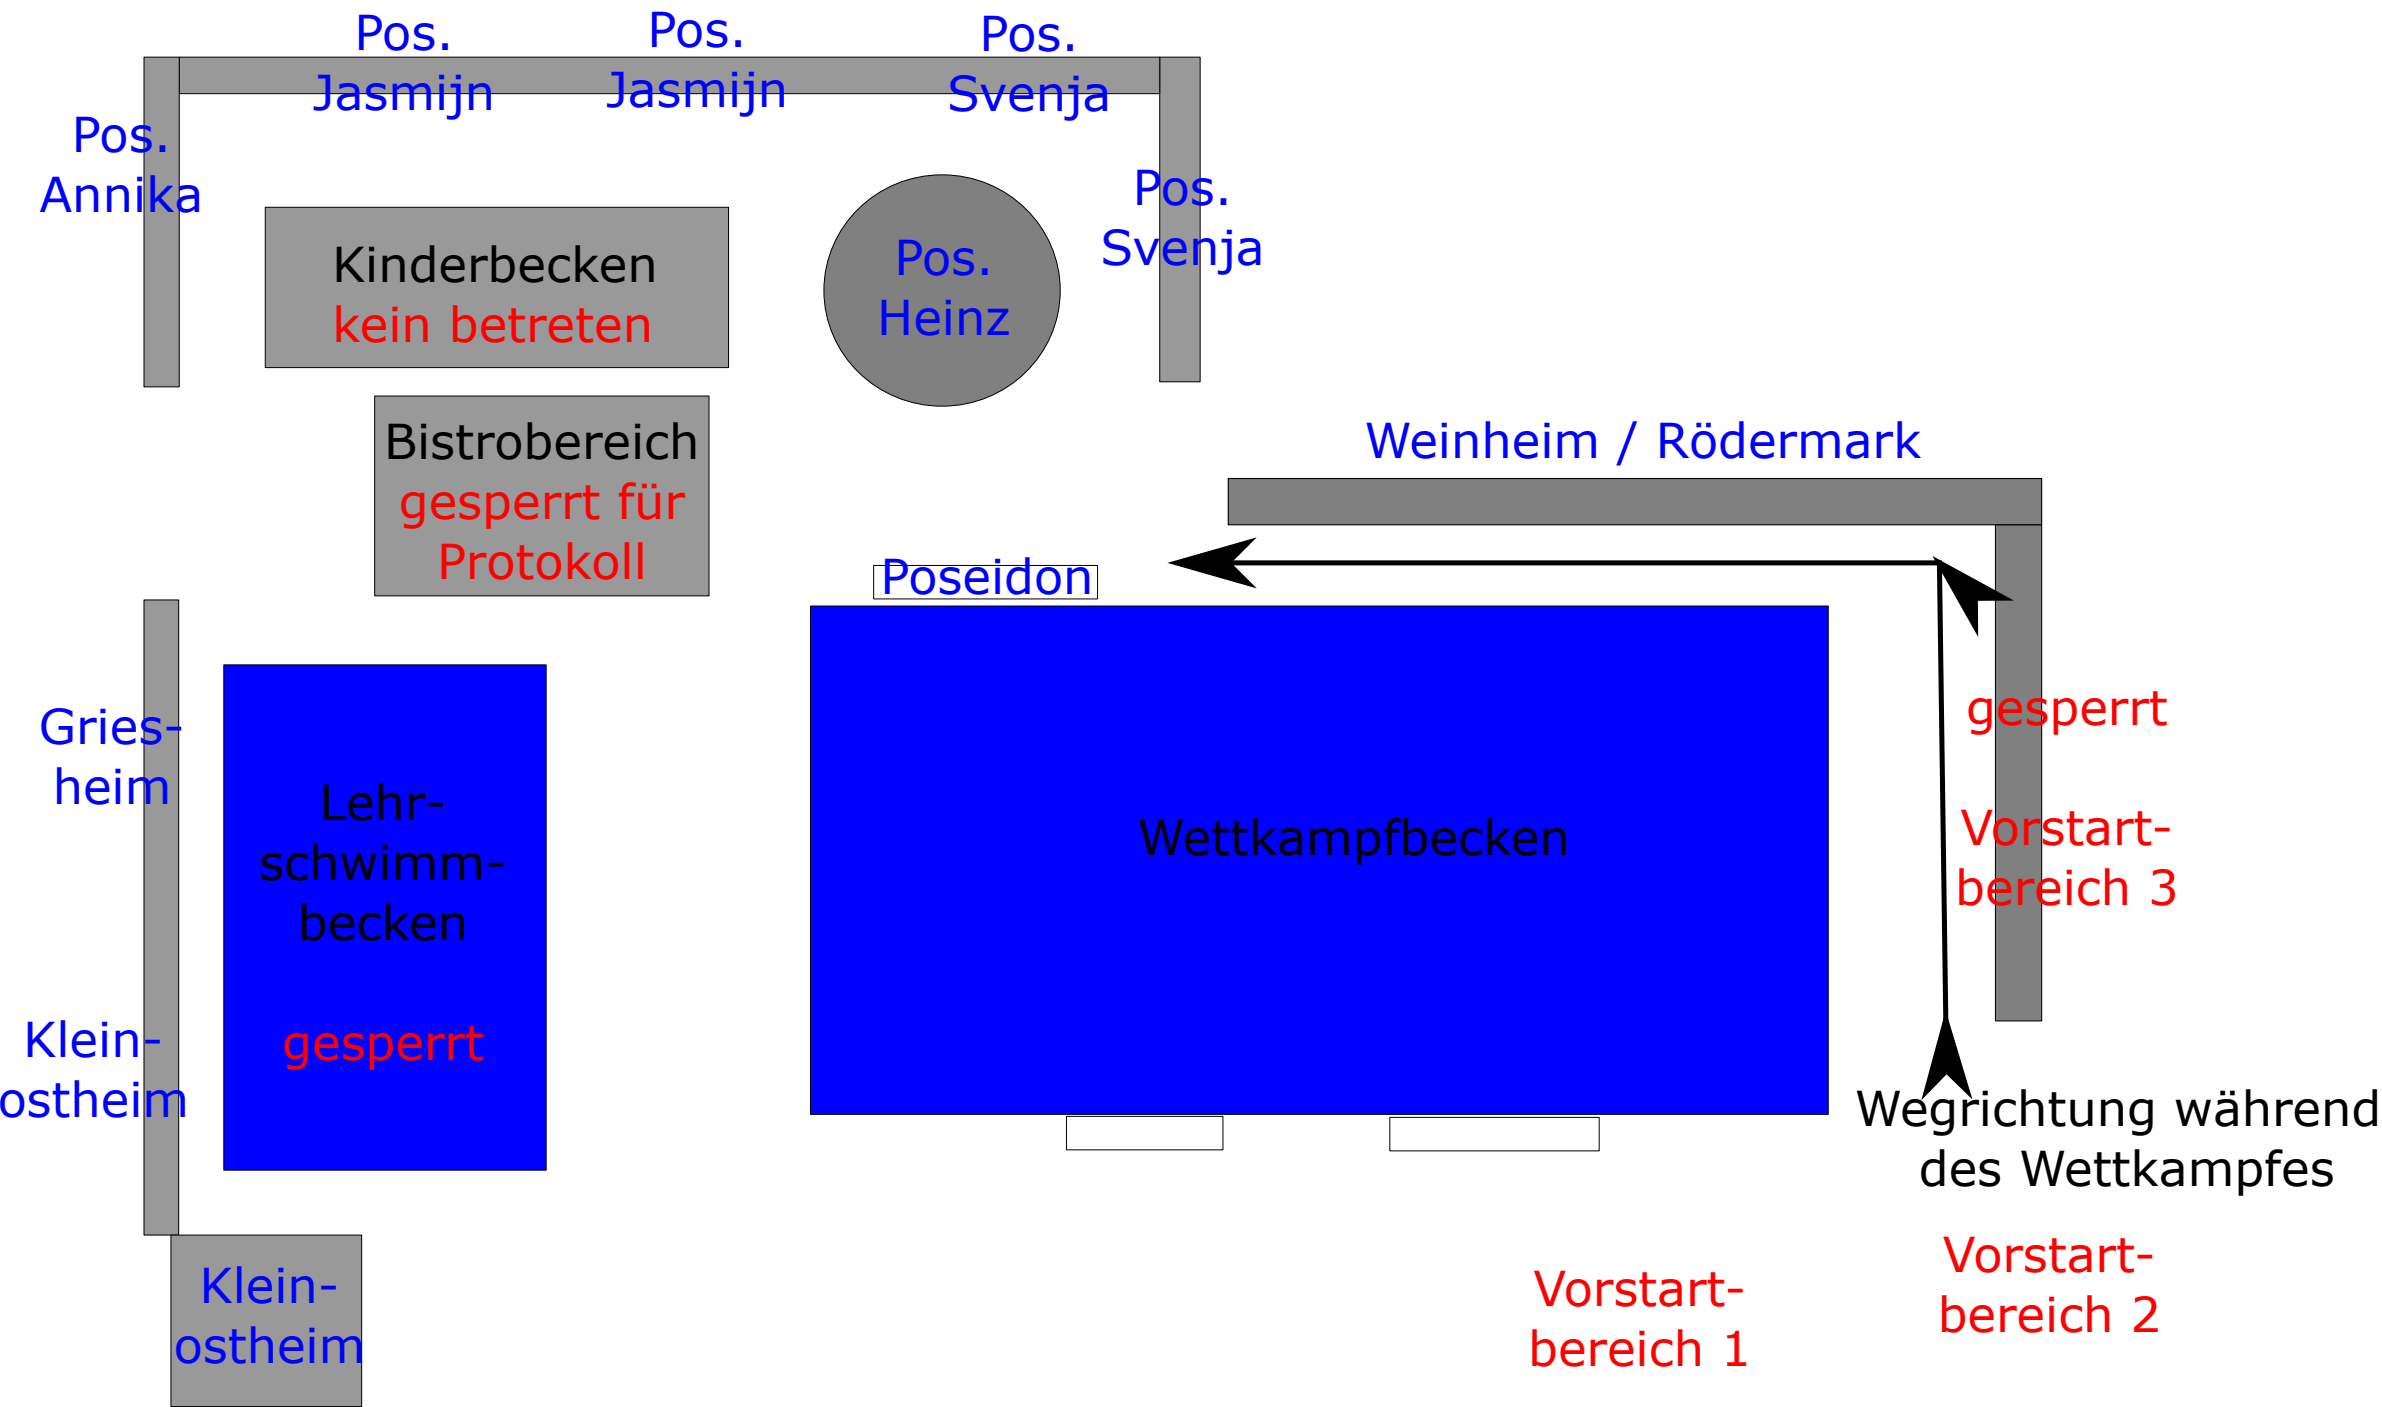 Pos.
Jasmijn
Pos.
Jasmijn
Pos.
Svenja
Pos.
Annika
Pos.
Svenja
Kinderbecken
kein betreten
Pos.
Heinz
Bistrobereich
gesperrt für
Protokoll
Weinheim / Rödermark
Poseidon
Gries-
heim
Lehr-
schwimm-
becken
gesperrt
Wettkampfbecken
gesperrt
Vorstart-
bereich 3
Klein-
ostheim
Wegrichtung während
des Wettkampfes
Klein-
ostheim
Vorstart-
bereich 1
Vorstart-
bereich 2